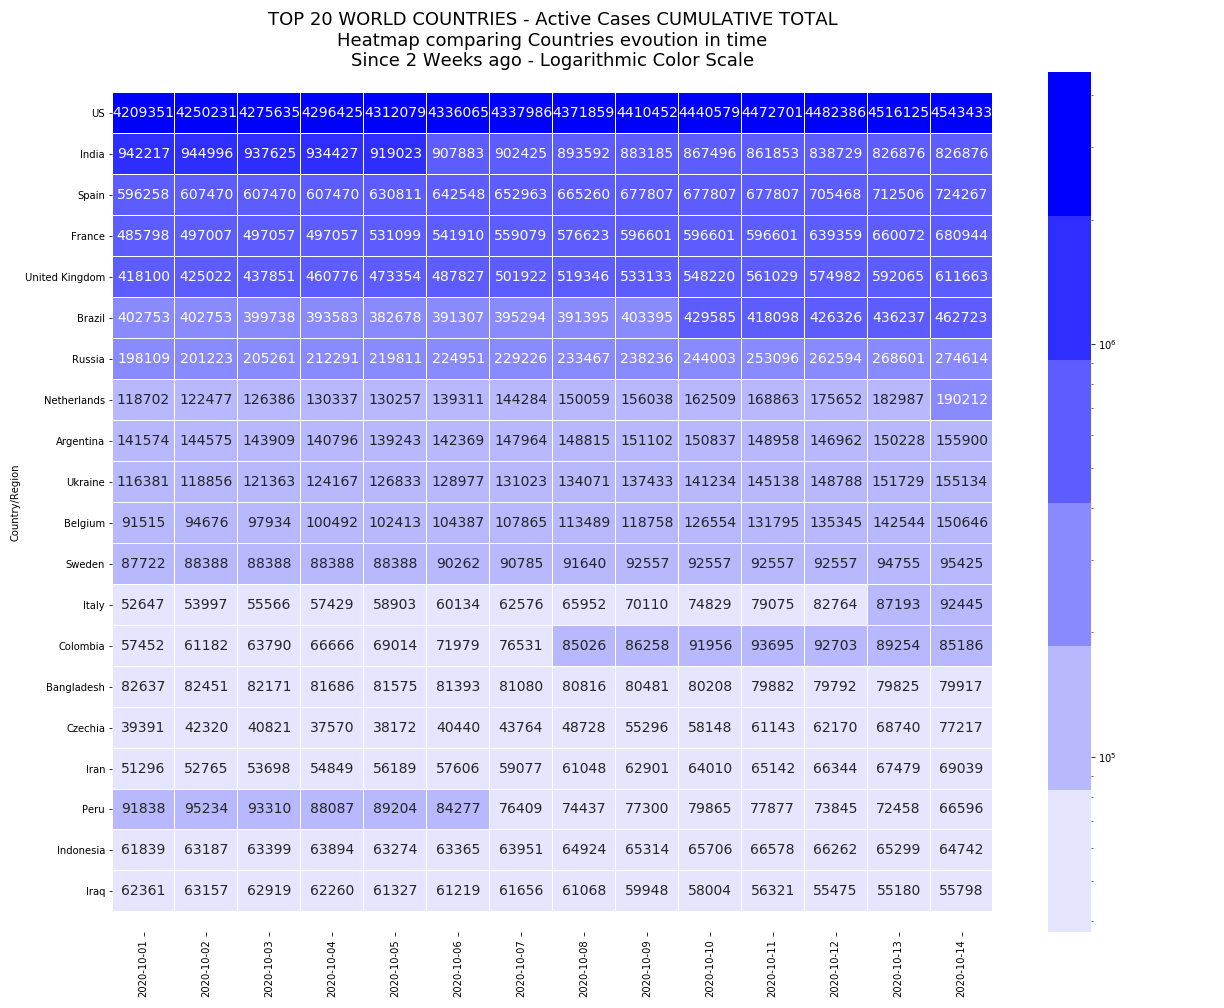 TOP 20 WORLD COUNTRIES - Active Cases CUMULATIVE TOTAL
Heatmap comparing Countries evoution in time
Since 2 Weeks ago - Logarithmic Color Scale
US 4209351 4250231 4275635 4296425 4312079 4336065 4337986 4371859 4410452 4440579 4472701 4482386 4516125 4543433
India 942217 944996 937625 934427 919023 907883 902425 893592 883185 867496 861853 838729 826876 826876
Spain 596258 607470 607470 607470 630811 642548 652963 665260 677807 677807 677807 705468 712506 724267
France 485798 497007 497057 497057 531099 541910 559079 576623 596601 596601 596601 639359 660072 680944
United Kingdom 418100 425022 437851 460776 473354 487827 501922 519346 533133 548220 561029 574982 592065 611663
Brazil 402753 402753 399738 393583 382678 391307 395294 391395 403395 429585 418098 426326 436237 462723
Russia 198109 201223 205261 212291 219811 224951 229226 233467 238236 244003 253096 262594 268601 274614
10⁶
Netherlands 118702 122477 126386 130337 130257 139311 144284 150059 156038 162509 168863 175652 182987 190212
Argentina 141574 144575 143909 140796 139243 142369 147964 148815 151102 150837 148958 146962 150228 155900
Ukraine 116381 118856 121363 124167 126833 128977 131023 134071 137433 141234 145138 148788 151729 155134
Country/Region
Belgium 91515 94676 97934 100492 102413 104387 107865 113489 118758 126554 131795 135345 142544 150646
Sweden 87722 88388 88388 88388 88388 90262 90785 91640 92557 92557 92557 92557 94755 95425
Italy 52647 53997 55566 57429 58903 60134 62576 65952 70110 74829 79075 82764 87193 92445
Colombia 57452 61182 63790 66666 69014 71979 76531 85026 86258 91956 93695 92703 89254 85186
Bangladesh 82637 82451 82171 81686 81575 81393 81080 80816 80481 80208 79882 79792 79825 79917
Czechia 39391 42320 40821 37570 38172 40440 43764 48728 55296 58148 61143 62170 68740 77217
10⁵
Iran 51296 52765 53698 54849 56189 57606 59077 61048 62901 64010 65142 66344 67479 69039
Peru 91838 95234 93310 88087 89204 84277 76409 74437 77300 79865 77877 73845 72458 66596
Indonesia 61839 63187 63399 63894 63274 63365 63951 64924 65314 65706 66578 66262 65299 64742
Iraq 62361 63157 62919 62260 61327 61219 61656 61068 59948 58004 56321 55475 55180 55798
2020-10-01 2020-10-02 2020-10-03 2020-10-04 2020-10-05 2020-10-06 2020-10-07 2020-10-08 2020-10-09 2020-10-10 2020-10-11 2020-10-12 2020-10-13 2020-10-14